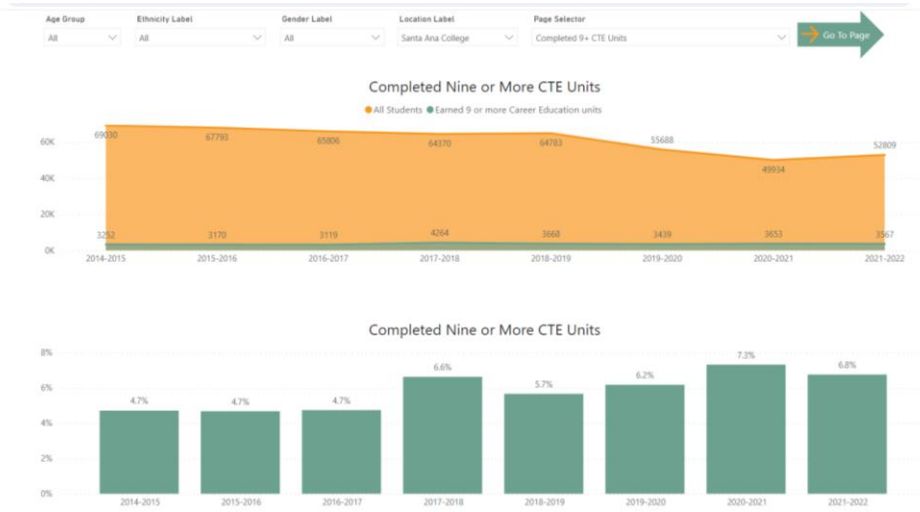 Age Group Ethnicity Label Gender Label Location Label Page Selector
All All All Santa Ana College Completed 9+ CTE Units Go To Page
Completed Nine or More CTE Units
All Students Earned 9 or more Career Education units
60K
40K
20K
0K
69030 67793 65806 64370 64783 55688 49934 52809
3252 3170 3119 4264 3668 3439 3653 3567
2014-2015 2015-2016 2016-2017 2017-2018 2018-2019 2019-2020 2020-2021 2021-2022
Completed Nine or More CTE Units
8%
6%
4%
2%
0%
4.7% 4.7% 4.7% 6.6% 5.7% 6.2% 7.3% 6.8%
2014-2015 2015-2016 2016-2017 2017-2018 2018-2019 2019-2020 2020-2021 2021-2022